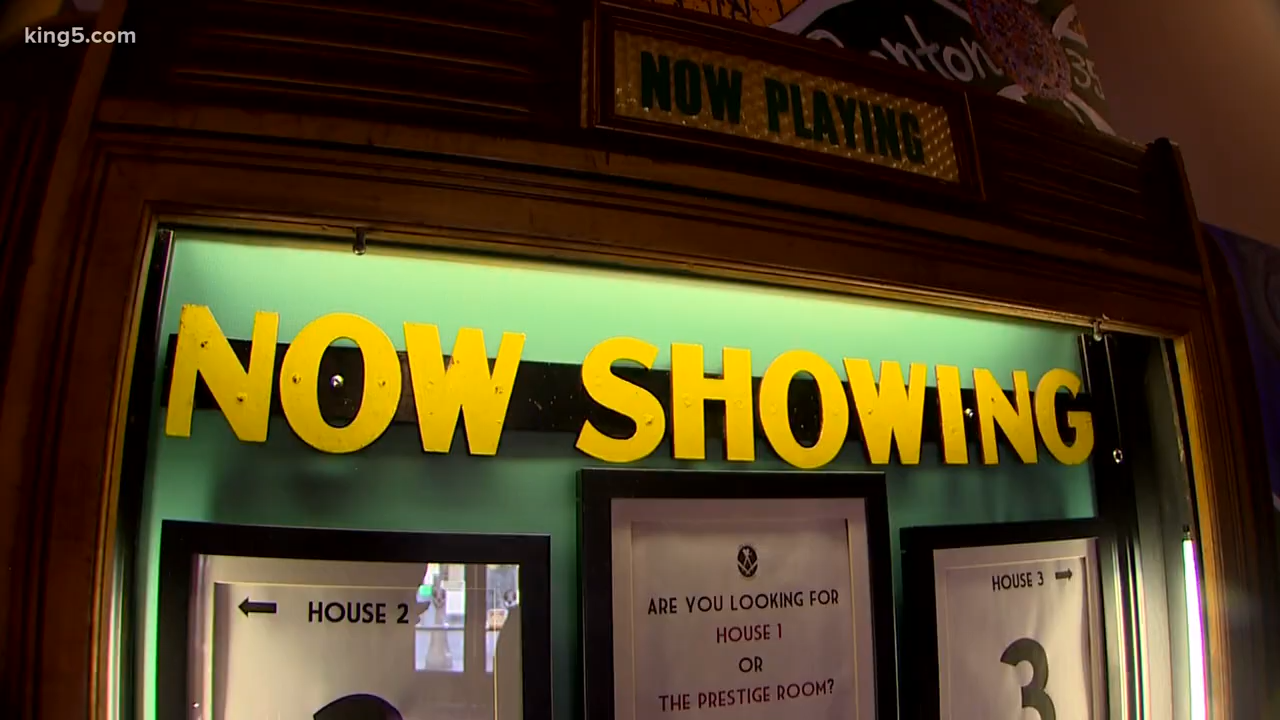 king5.com
NOW PLAYING
NOW SHOWING
← HOUSE 2
ARE YOU LOOKING FOR
HOUSE 1
OR
THE PRESTIGE ROOM?
HOUSE 3 →
3